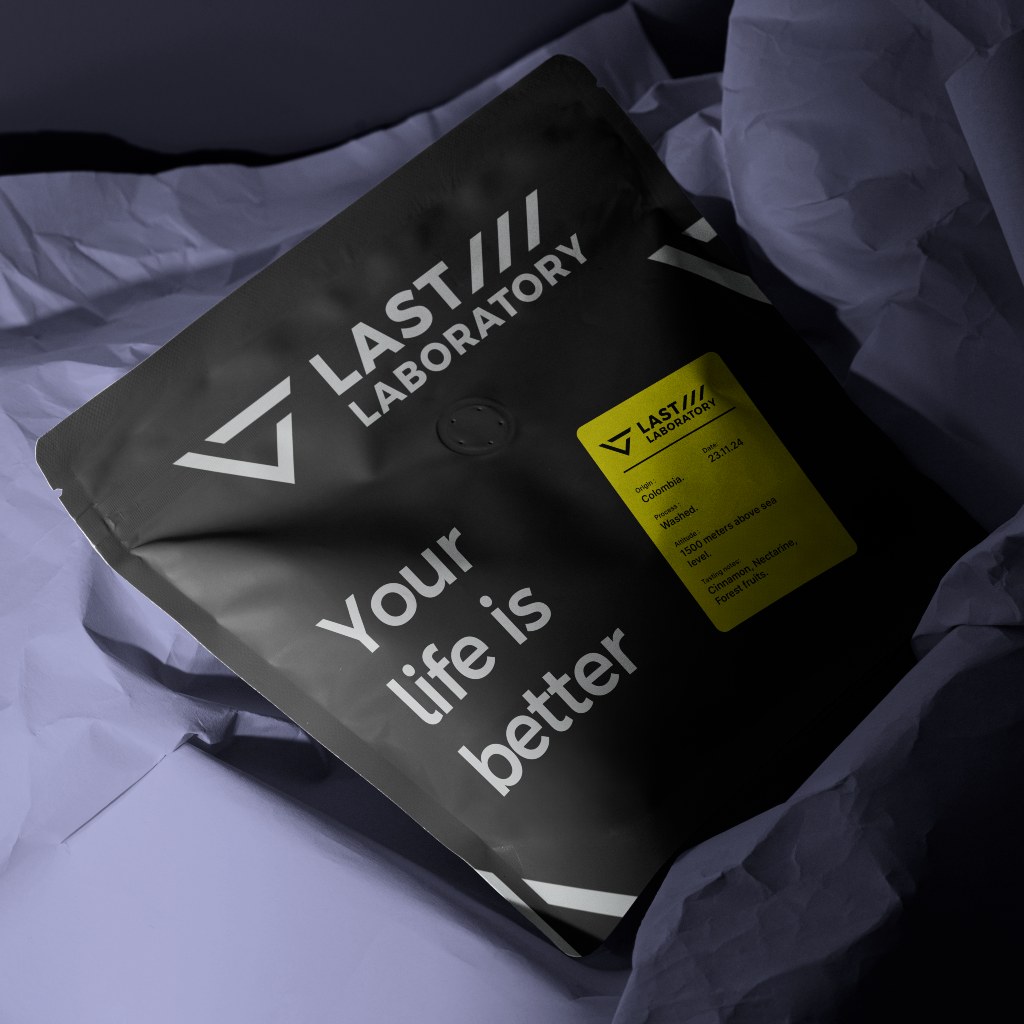 LAST///
LABORATORY
Your
life is
better
LAST///
LABORATORY
Date:
23.11.24
Origin:
Colombia.
Process:
Washed.
Altitude:
1500 meters above sea
level.
Tasting notes:
Cinnamon, Nectarine,
Forest fruits.